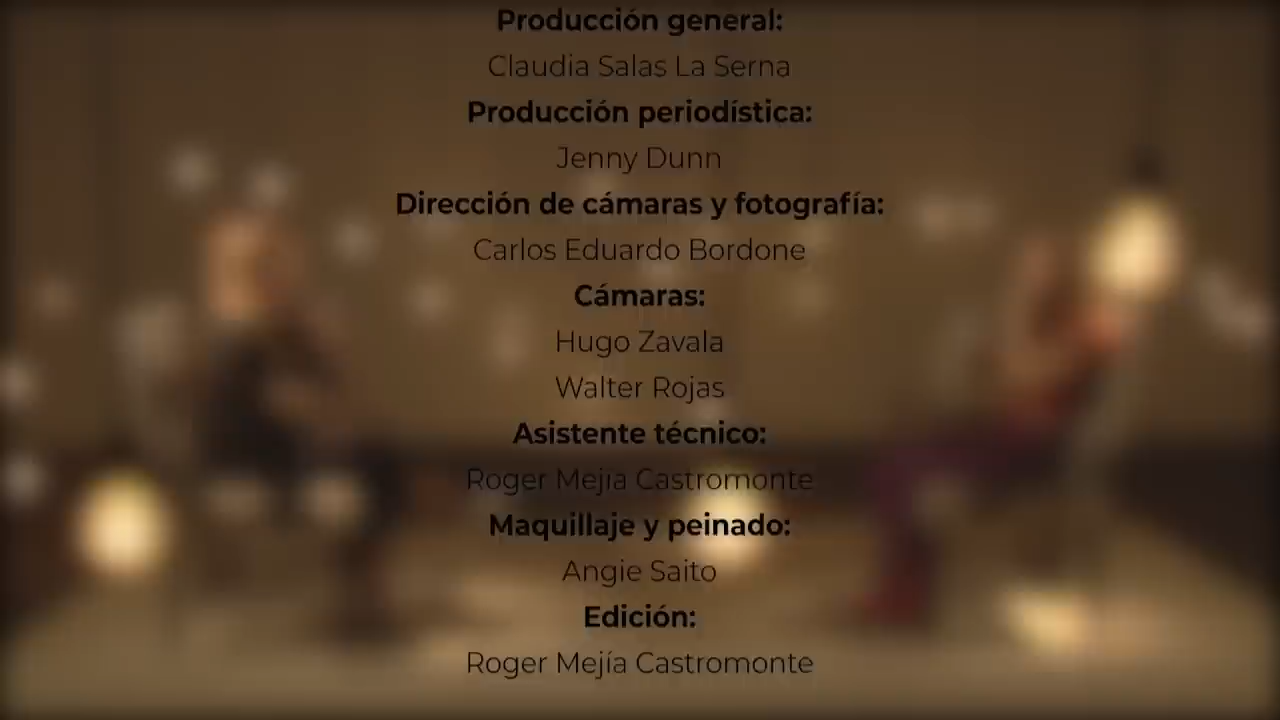 Producción general:
Claudia Salas La Serna
Producción periodística:
Jenny Dunn
Dirección de cámaras y fotografía:
Carlos Eduardo Bordone
Cámaras:
Hugo Zavala
Walter Rojas
Asistente técnico:
Roger Mejía Castromonte
Maquillaje y peinado:
Angie Saito
Edición:
Roger Mejía Castromonte